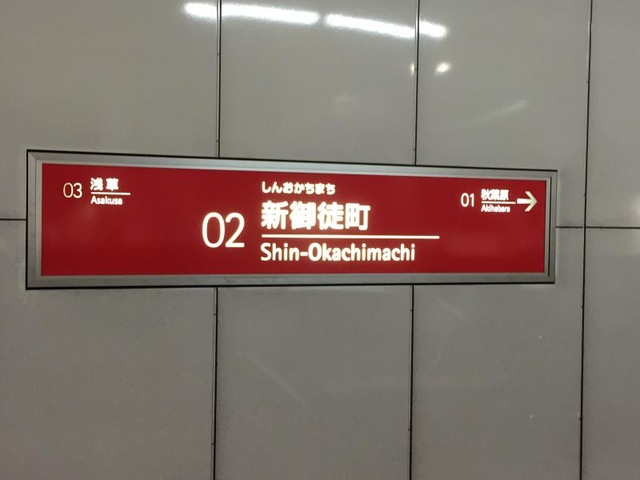 03 浅草
Asakusa
しんおかちまち
02 新御徒町
Shin-Okachimachi
01 秋葉原
Akihabara